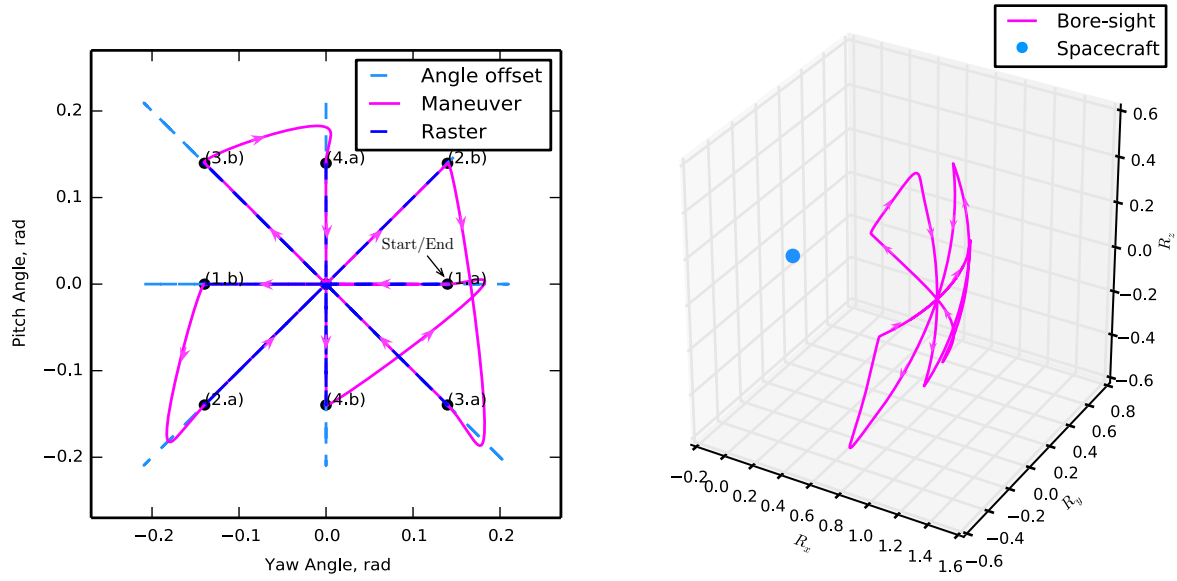 Angle offset
Maneuver
Raster
0.2
0.1
0.0
−0.1
−0.2
Pitch Angle, rad
(3.b)
(4.a)
(2.b)
Start/End
(1.b)
(1.a)
(2.a)
(4.b)
(3.a)
−0.2
−0.1
0.0
0.1
0.2
Yaw Angle, rad
Bore-sight
Spacecraft
0.6
0.4
0.2
0.0
−0.2
−0.4
−0.6
R_z
0.8
0.6
0.4
0.2
0.0
−0.2
−0.4
−0.6
R_y
−0.2
0.0
0.2
0.4
0.6
0.8
1.0
1.2
1.4
1.6
R_x